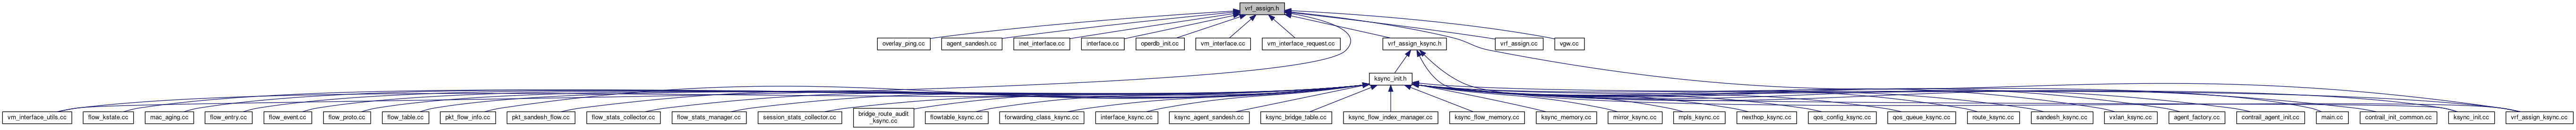 vrf_assign.h
overlay_ping.cc
agent_sandesh.cc
inet_interface.cc
interface.cc
operdb_init.cc
vm_interface.cc
vm_interface_request.cc
vrf_assign_ksync.h
vrf_assign.cc
vgw.cc
ksync_init.h
vm_interface_utils.cc
flow_kstate.cc
mac_aging.cc
flow_entry.cc
flow_event.cc
flow_proto.cc
flow_table.cc
pkt_flow_info.cc
pkt_sandesh_flow.cc
flow_stats_collector.cc
flow_stats_manager.cc
session_stats_collector.cc
bridge_route_audit
_ksync.cc
flowtable_ksync.cc
forwarding_class_ksync.cc
interface_ksync.cc
ksync_agent_sandesh.cc
ksync_bridge_table.cc
ksync_flow_index_manager.cc
ksync_flow_memory.cc
ksync_memory.cc
mirror_ksync.cc
mpls_ksync.cc
nexthop_ksync.cc
qos_config_ksync.cc
qos_queue_ksync.cc
route_ksync.cc
sandesh_ksync.cc
vxlan_ksync.cc
agent_factory.cc
contrail_agent_init.cc
main.cc
contrail_init_common.cc
ksync_init.cc
vrf_assign_ksync.cc